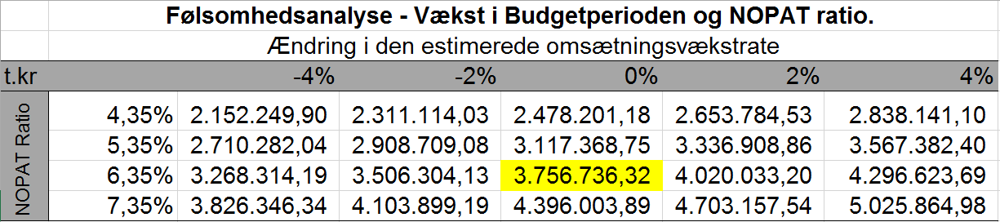 Følsomhedsanalyse - Vækst i Budgetperioden og NOPAT ratio.
Ændring i den estimerede omsætningsvækstrate
t.kr -4% -2% 0% 2% 4%
NOPAT Ratio
4,35% 2.152.249,90 2.311.114,03 2.478.201,18 2.653.784,53 2.838.141,10
5,35% 2.710.282,04 2.908.709,08 3.117.368,75 3.336.908,86 3.567.382,40
6,35% 3.268.314,19 3.506.304,13 3.756.736,32 4.020.033,20 4.296.623,69
7,35% 3.826.346,34 4.103.899,19 4.396.003,89 4.703.157,54 5.025.864,98